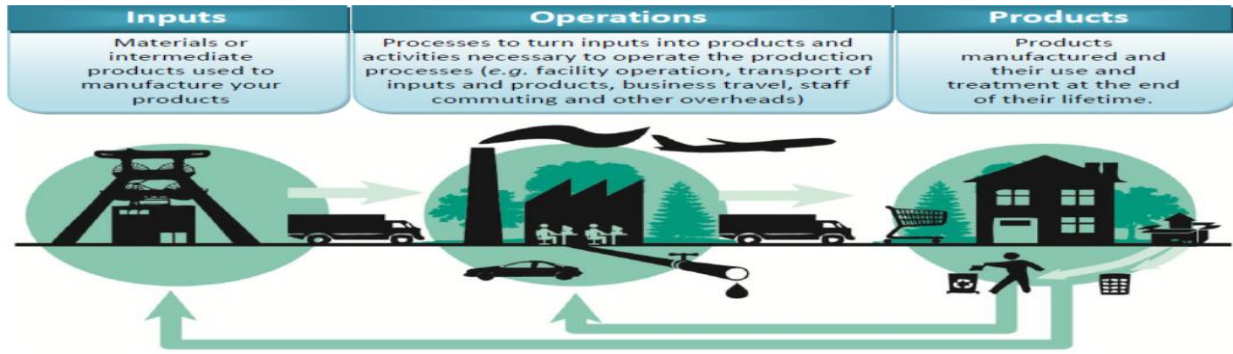 Inputs
Materials or
intermediate
products used to
manufacture your
products
Operations
Processes to turn inputs into products and
activities necessary to operate the production
processes (e.g. facility operation, transport of
inputs and products, business travel, staff
commuting and other overheads)
Products
Products
manufactured and
their use and
treatment at the end
of their lifetime.